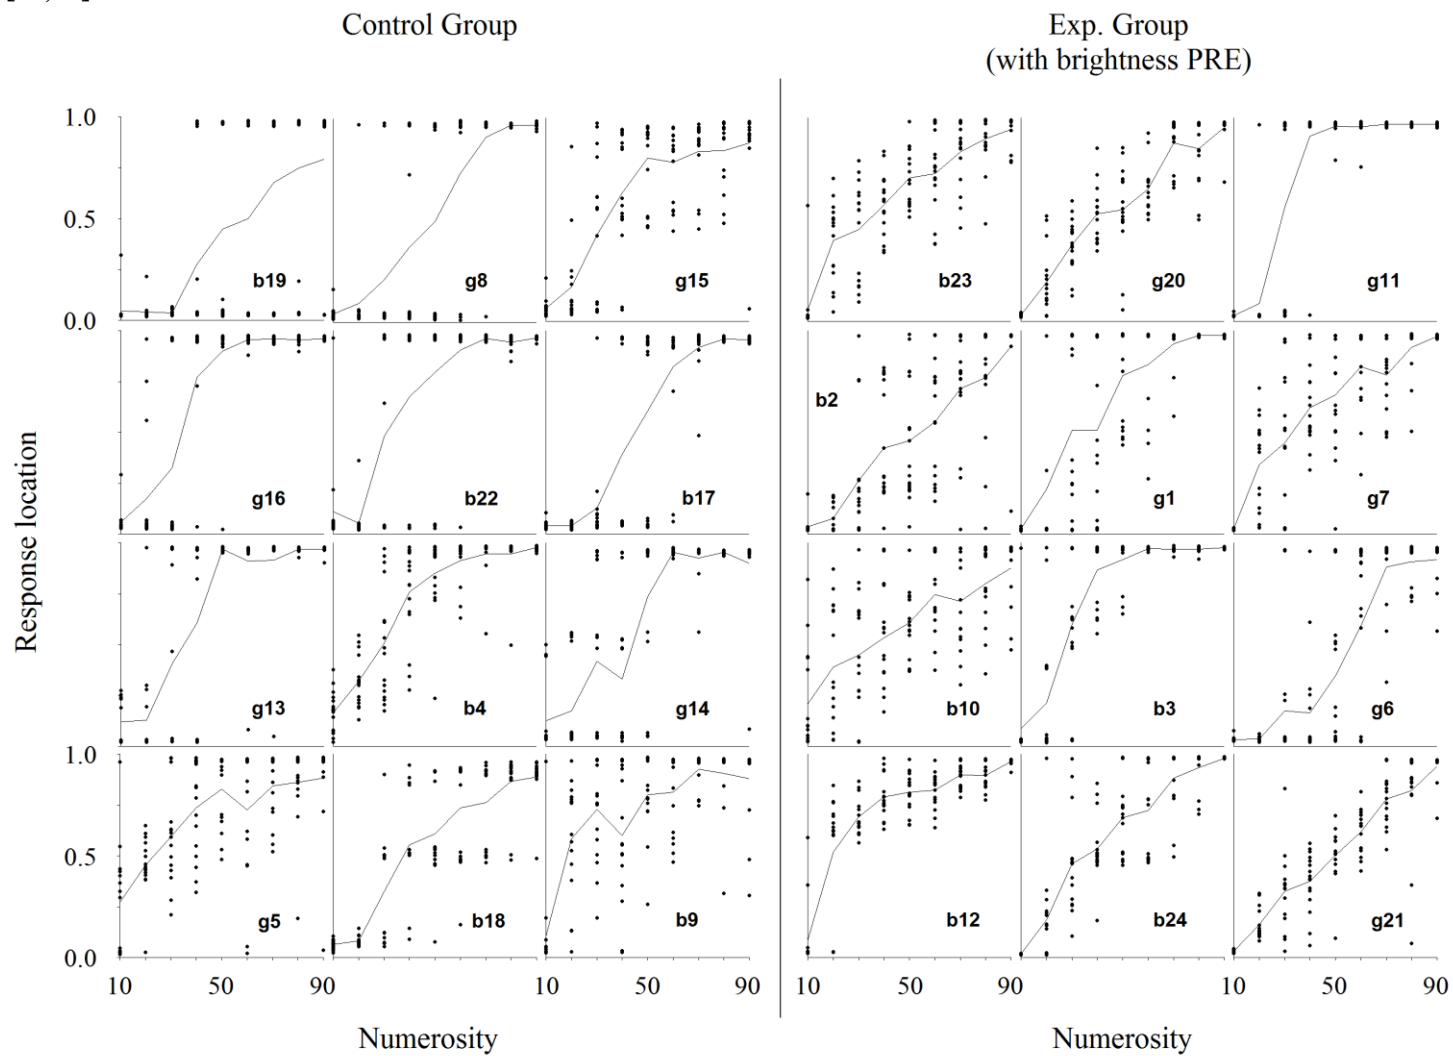 Control Group
Exp. Group
(with brightness PRE)
Response location
1.0
0.5
0.0
b19
g8
g15
b23
g20
g11
g16
b22
b17
b2
g1
g7
g13
b4
g14
b10
b3
g6
1.0
0.5
0.0
g5
b18
b9
b12
b24
g21
10 50 90 10 50 90 10 50 10 50 90
Numerosity
Numerosity